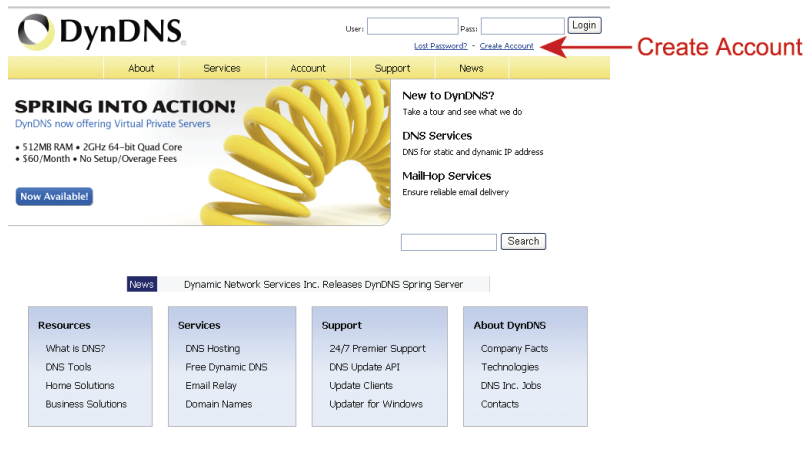 DynDNS
User:
Pass:
Login
Lost Password? - Create Account
Create Account
About
Services
Account
Support
News
SPRING INTO ACTION!
DynDNS now offering Virtual Private Servers
• 512MB RAM • 2GHz 64-bit Quad Core
• $60/Month • No Setup/Overage Fees
Now Available!
New to DynDNS?
Take a tour and see what we do
DNS Services
DNS for static and dynamic IP address
MailHop Services
Ensure reliable email delivery
Search
News
Dynamic Network Services Inc. Releases DynDNS Spring Server
Resources
What is DNS?
DNS Tools
Home Solutions
Business Solutions
Services
DNS Hosting
Free Dynamic DNS
Email Relay
Domain Names
Support
24/7 Premier Support
DNS Update API
Update Clients
Updater for Windows
About DynDNS
Company Facts
Technologies
DNS Inc. Jobs
Contacts